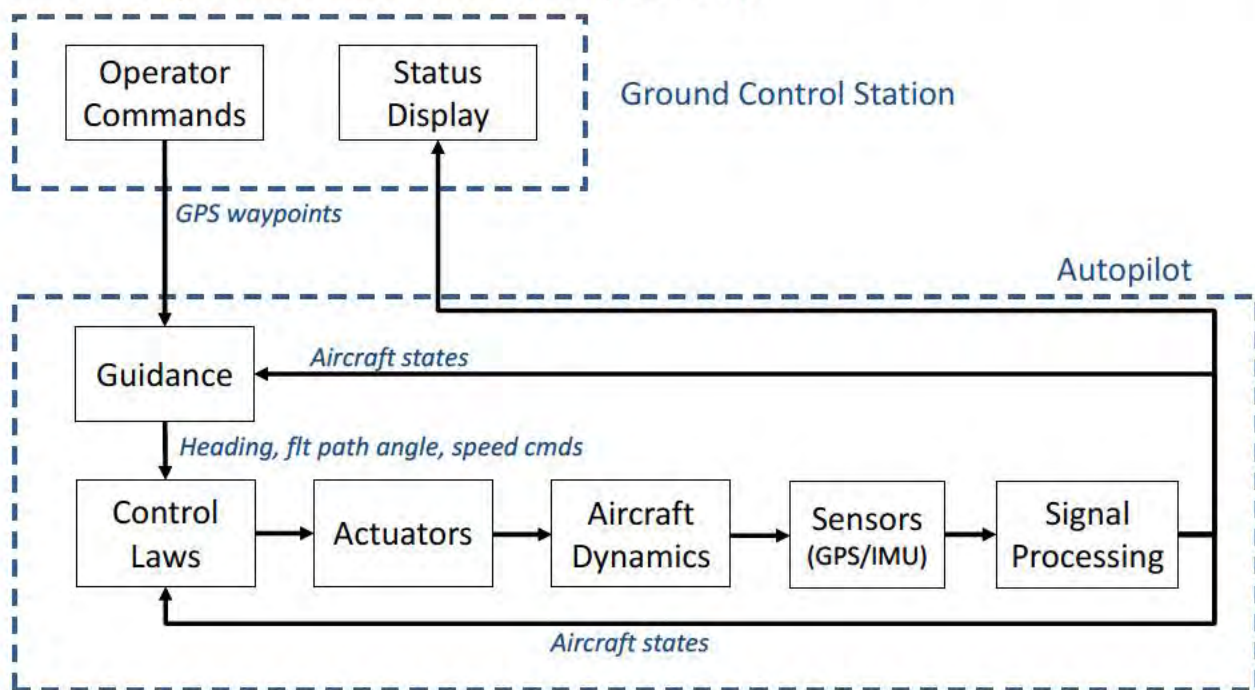 Operator
Commands
Status
Display
Ground Control Station
GPS waypoints
Autopilot
Guidance
Aircraft states
Heading, flt path angle, speed cmds
Control
Laws
Actuators
Aircraft
Dynamics
Sensors
(GPS/IMU)
Signal
Processing
Aircraft states